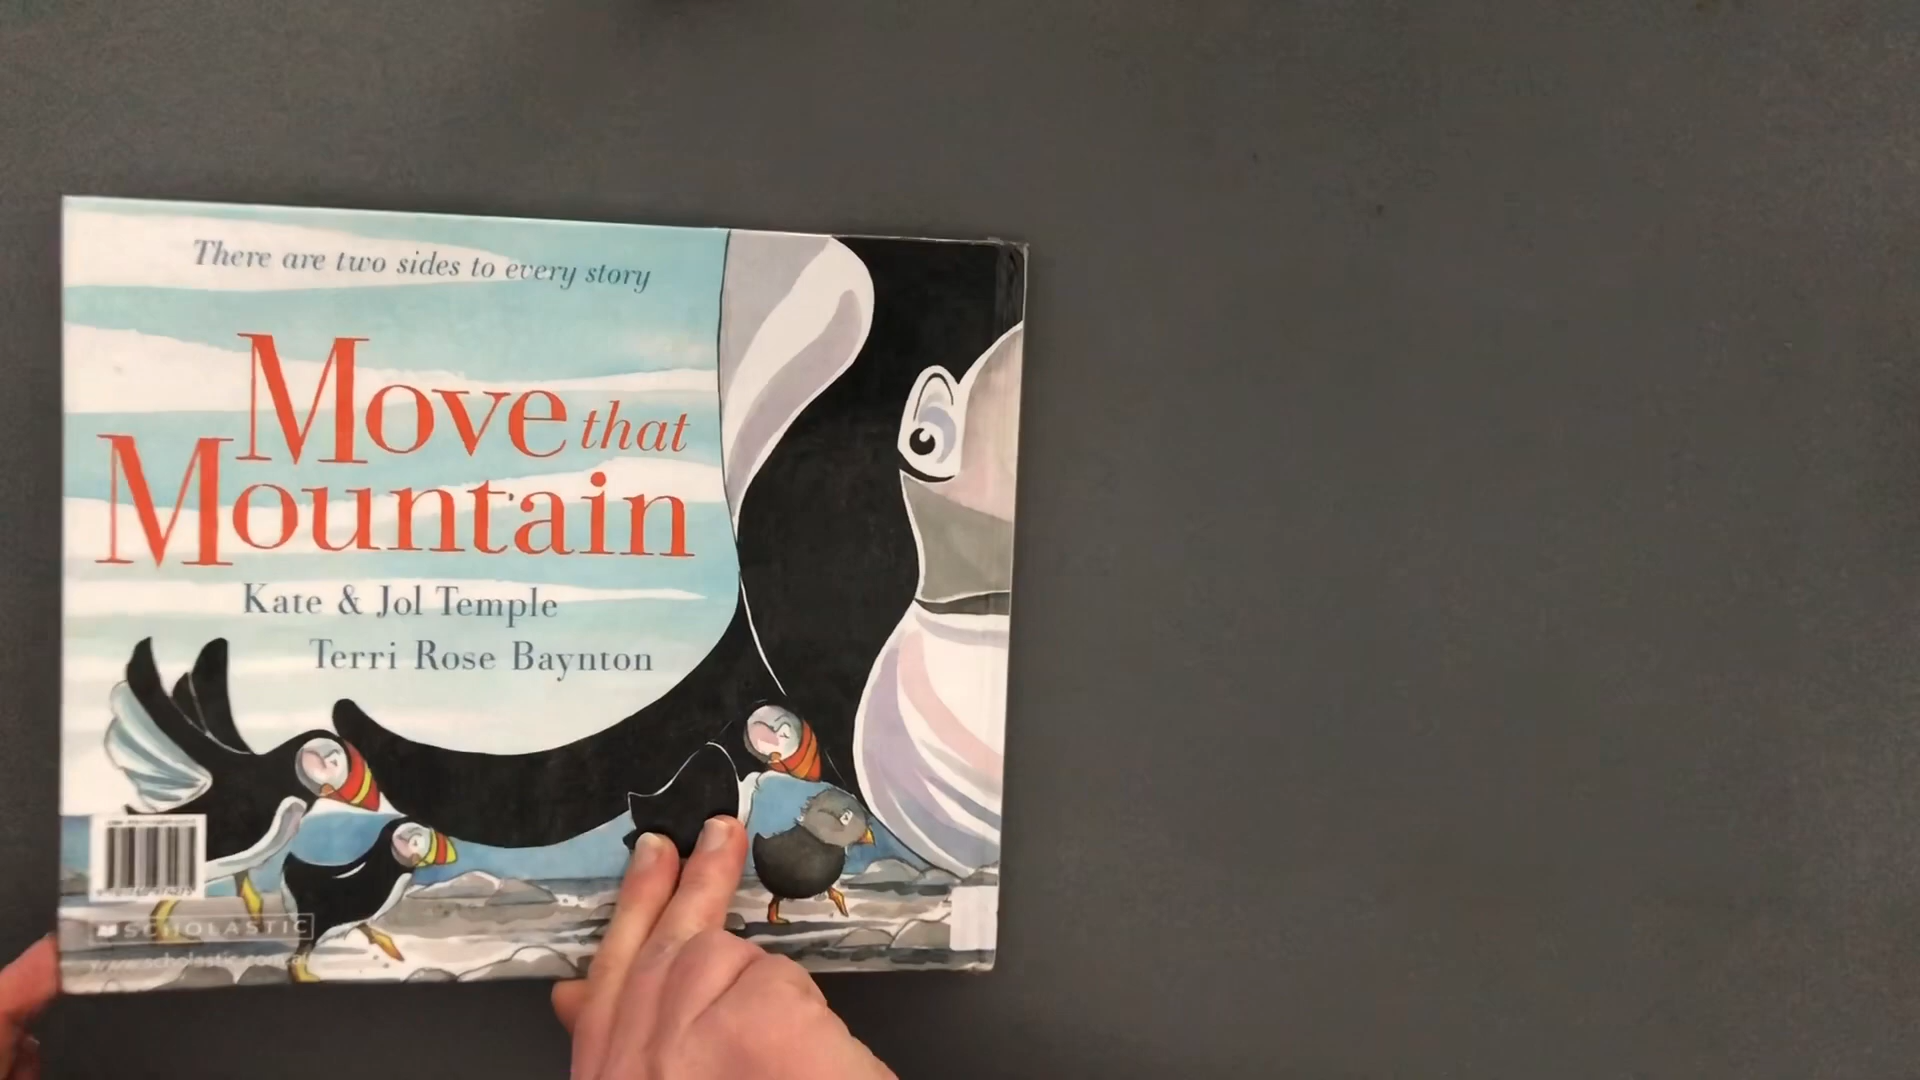 There are two sides to every story
Move that
Mountain
Kate & Jol Temple
Terri Rose Baynton
SCHOLASTIC
www.scholastic.com.au